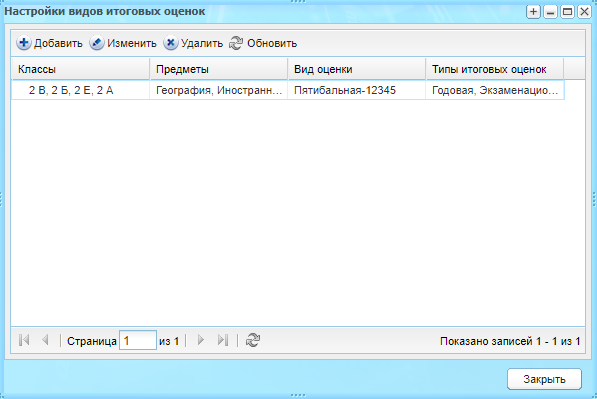 Настройки видов итоговых оценок
Добавить Изменить Удалить Обновить
Классы Предметы Вид оценки Типы итоговых оценок
2 В, 2 Б, 2 Е, 2 А География, Иностранн... Пятибальная-12345 Годовая, Экзаменацио...
Страница 1 из 1 Показано записей 1 - 1 из 1
Закрыть